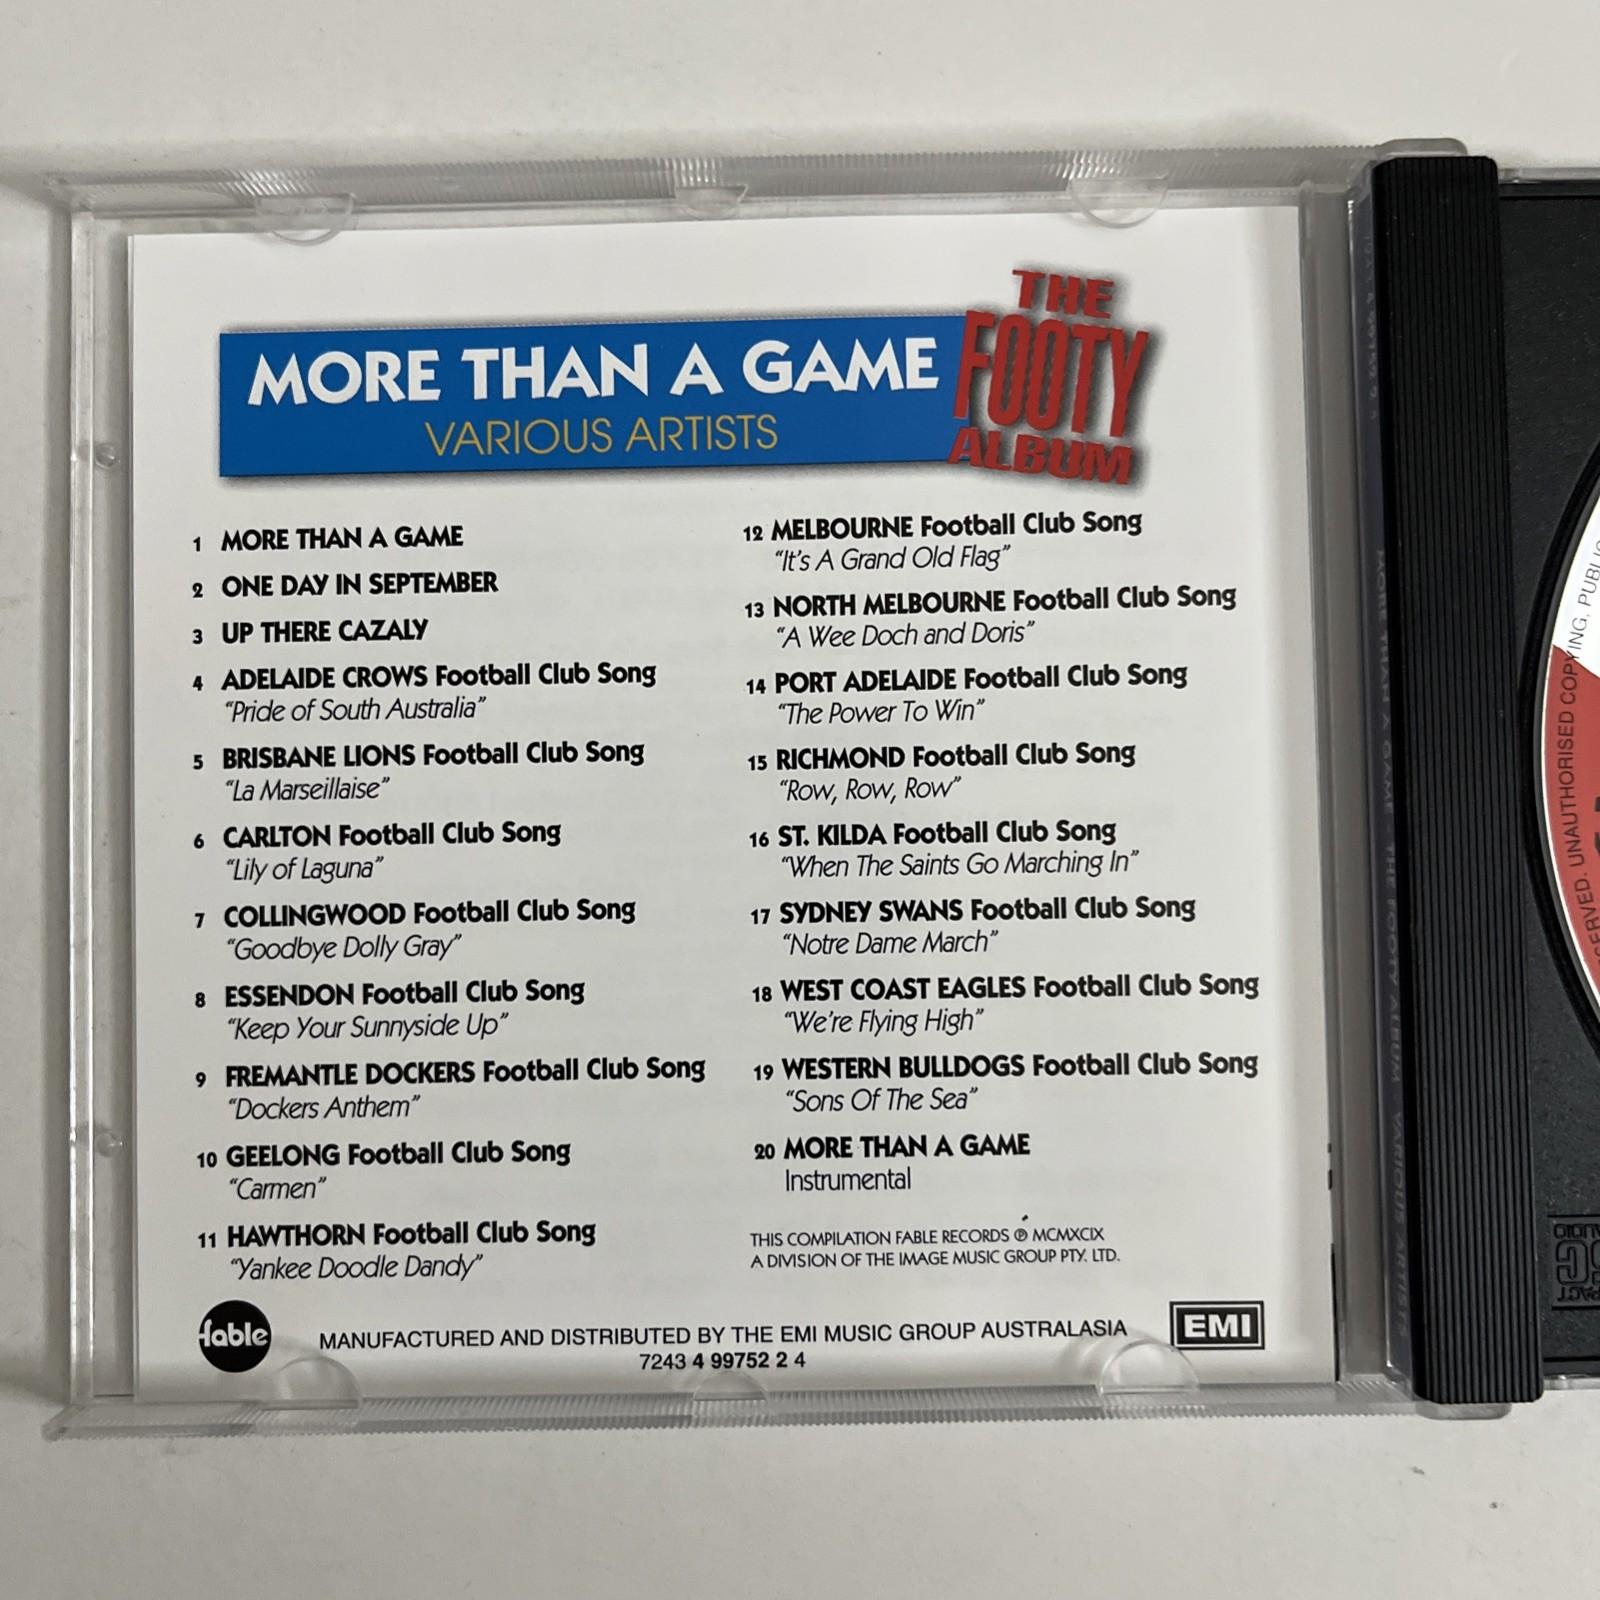 THE
FOOTY
ALBUM
MORE THAN A GAME
VARIOUS ARTISTS
1 MORE THAN A GAME
2 ONE DAY IN SEPTEMBER
3 UP THERE CAZALY
4 ADELAIDE CROWS Football Club Song
"Pride of South Australia"
5 BRISBANE LIONS Football Club Song
"La Marseillaise"
6 CARLTON Football Club Song
"Lily of Laguna"
7 COLLINGWOOD Football Club Song
"Goodbye Dolly Gray"
8 ESSENDON Football Club Song
"Keep Your Sunnyside Up"
9 FREMANTLE DOCKERS Football Club Song
"Dockers Anthem"
10 GEELONG Football Club Song
"Carmen"
11 HAWTHORN Football Club Song
"Yankee Doodle Dandy"
12 MELBOURNE Football Club Song
"It's A Grand Old Flag"
13 NORTH MELBOURNE Football Club Song
"A Wee Doch and Doris"
14 PORT ADELAIDE Football Club Song
"The Power To Win"
15 RICHMOND Football Club Song
"Row, Row, Row"
16 ST. KILDA Football Club Song
"When The Saints Go Marching In"
17 SYDNEY SWANS Football Club Song
"Notre Dame March"
18 WEST COAST EAGLES Football Club Song
"We're Flying High"
19 WESTERN BULLDOGS Football Club Song
"Sons Of The Sea"
20 MORE THAN A GAME
Instrumental
THIS COMPILATION FABLE RECORDS ℗ MCMXCIX
A DIVISION OF THE IMAGE MUSIC GROUP PTY. LTD.
fable
MANUFACTURED AND DISTRIBUTED BY THE EMI MUSIC GROUP AUSTRALASIA
7243 4 99752 2 4
EMI
MORE THAN A GAME - THE FOOTY ALBUM VARIOUS ARTISTS
UNAUTHORISED COPYING,